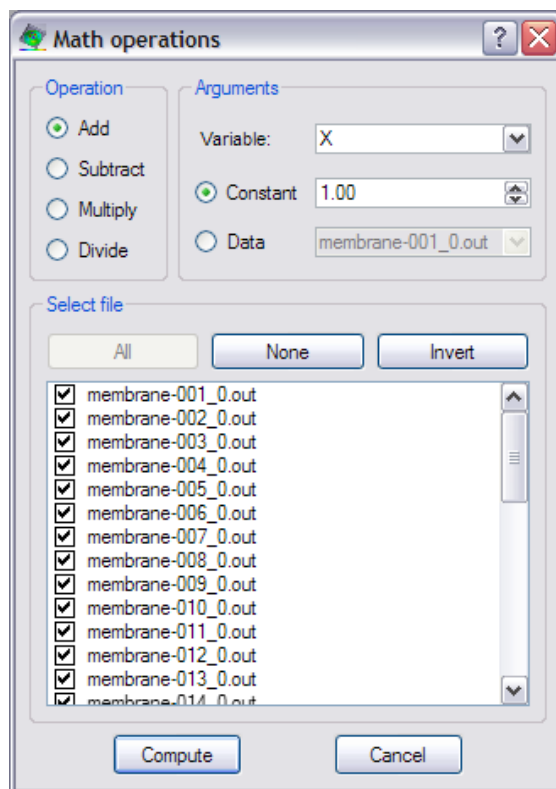 Math operations
Operation
Add
Subtract
Multiply
Divide
Arguments
Variable: X
Constant 1.00
Data membrane-001_0.out
Select file
All None Invert
membrane-001_0.out
membrane-002_0.out
membrane-003_0.out
membrane-004_0.out
membrane-005_0.out
membrane-006_0.out
membrane-007_0.out
membrane-008_0.out
membrane-009_0.out
membrane-010_0.out
membrane-011_0.out
membrane-012_0.out
membrane-013_0.out
membrane-014_0.out
Compute Cancel